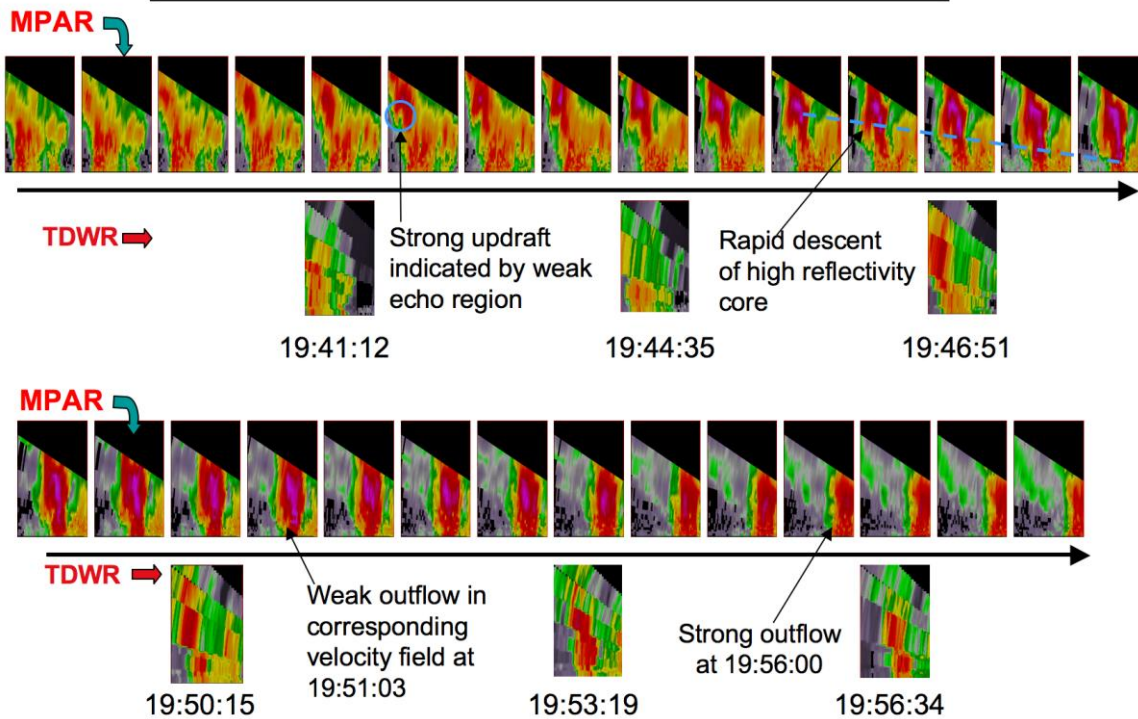 MPAR
TDWR
Strong updraft
indicated by weak
echo region
Rapid descent
of high reflectivity
core
19:41:12
19:44:35
19:46:51
MPAR
TDWR
Weak outflow in
corresponding
velocity field at
19:51:03
Strong outflow
at 19:56:00
19:50:15
19:53:19
19:56:34